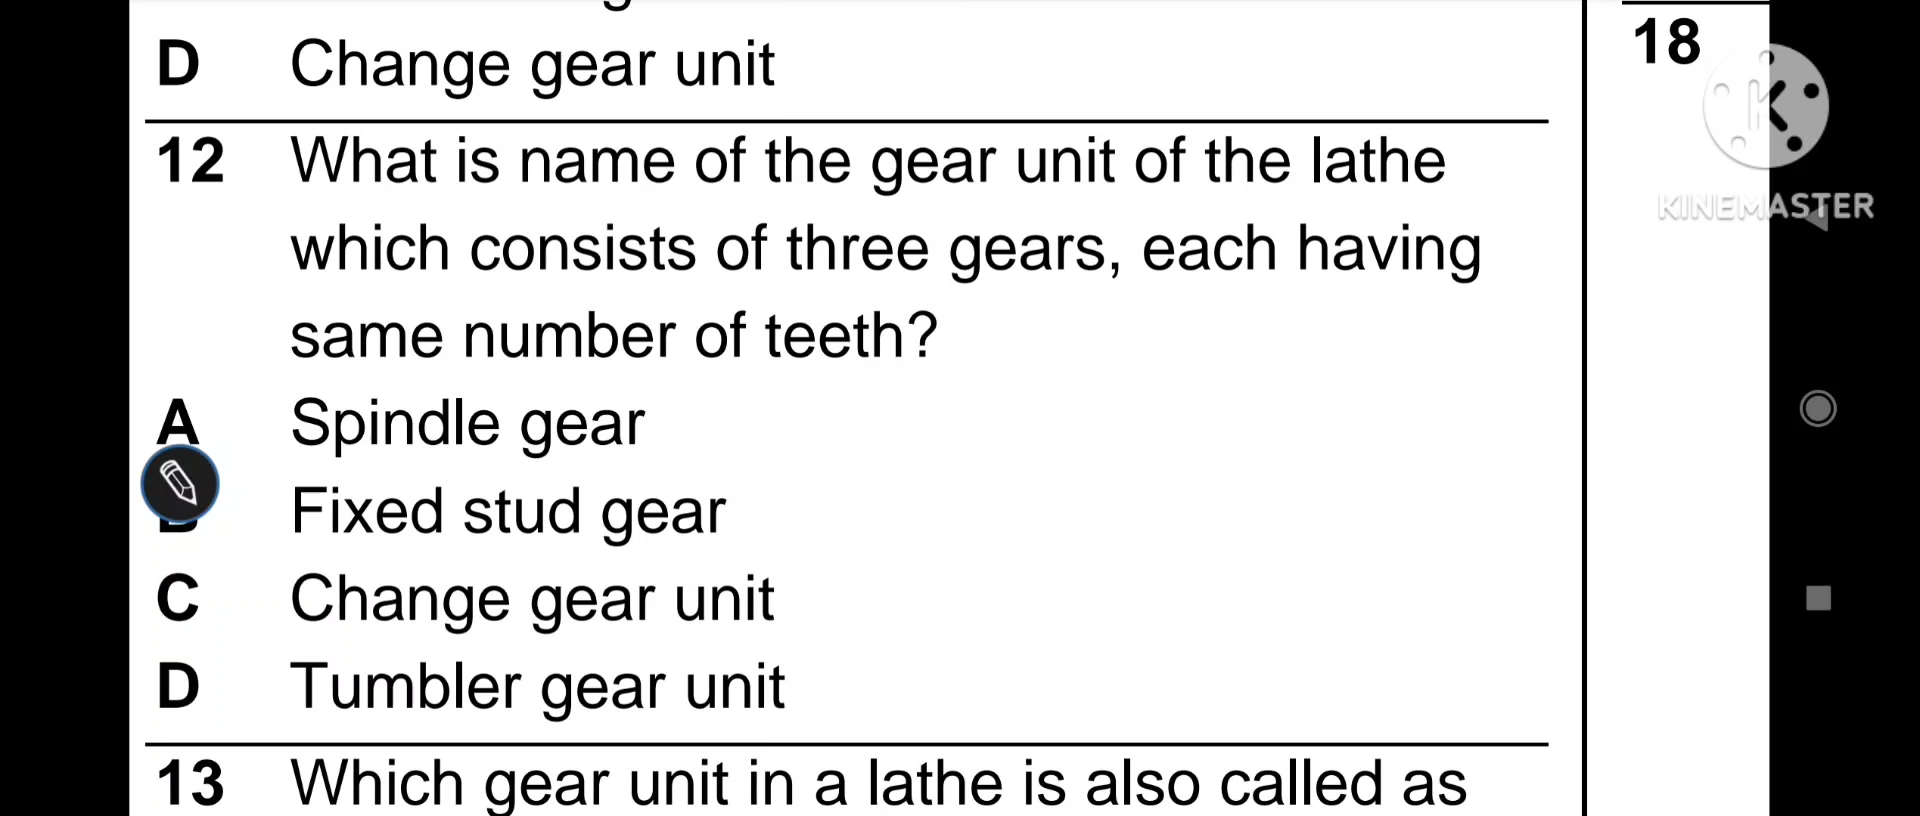 D Change gear unit
12 What is name of the gear unit of the lathe
which consists of three gears, each having
same number of teeth?
A Spindle gear
B Fixed stud gear
C Change gear unit
D Tumbler gear unit
13 Which gear unit in a lathe is also called as
18
K
KINEMASTER